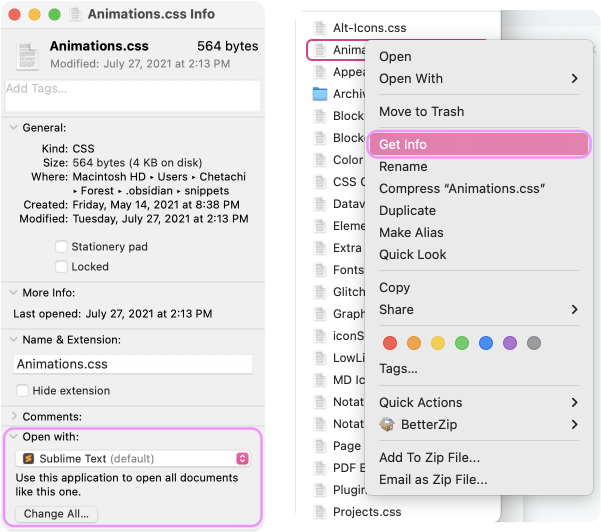 Animations.css Info
Animations.css 564 bytes
Modified: July 27, 2021 at 2:13 PM
Add Tags...
General:
Kind: CSS
Size: 564 bytes (4 KB on disk)
Where: Macintosh HD ▸ Users ▸ Chetachi
▸ Forest ▸ .obsidian ▸ snippets
Created: Friday, May 14, 2021 at 8:38 PM
Modified: Tuesday, July 27, 2021 at 2:13 PM
Stationery pad
Locked
More Info:
Last opened: July 27, 2021 at 2:13 PM
Name & Extension:
Animations.css
Hide extension
Comments:
Open with:
Sublime Text (default)
Use this application to open all documents
like this one.
Change All...
Alt-Icons.css
Anima
Appea
Archiv
Block
Block
Color
CSS C
Datav
Eleme
Extra
Fonts
Glitch
Graph
iconS
LowLi
MD Ic
Notat
Notat
Page
PDF E
Plugin
Projects.css
Open
Open With
Move to Trash
Get Info
Rename
Compress “Animations.css”
Duplicate
Make Alias
Quick Look
Copy
Share
Tags...
Quick Actions
BetterZip
Add To Zip File...
Email as Zip File...